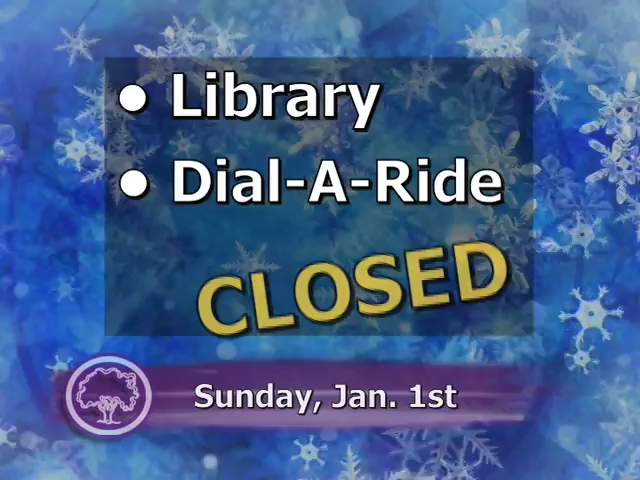 • Library
• Dial-A-Ride
CLOSED
Sunday, Jan. 1st